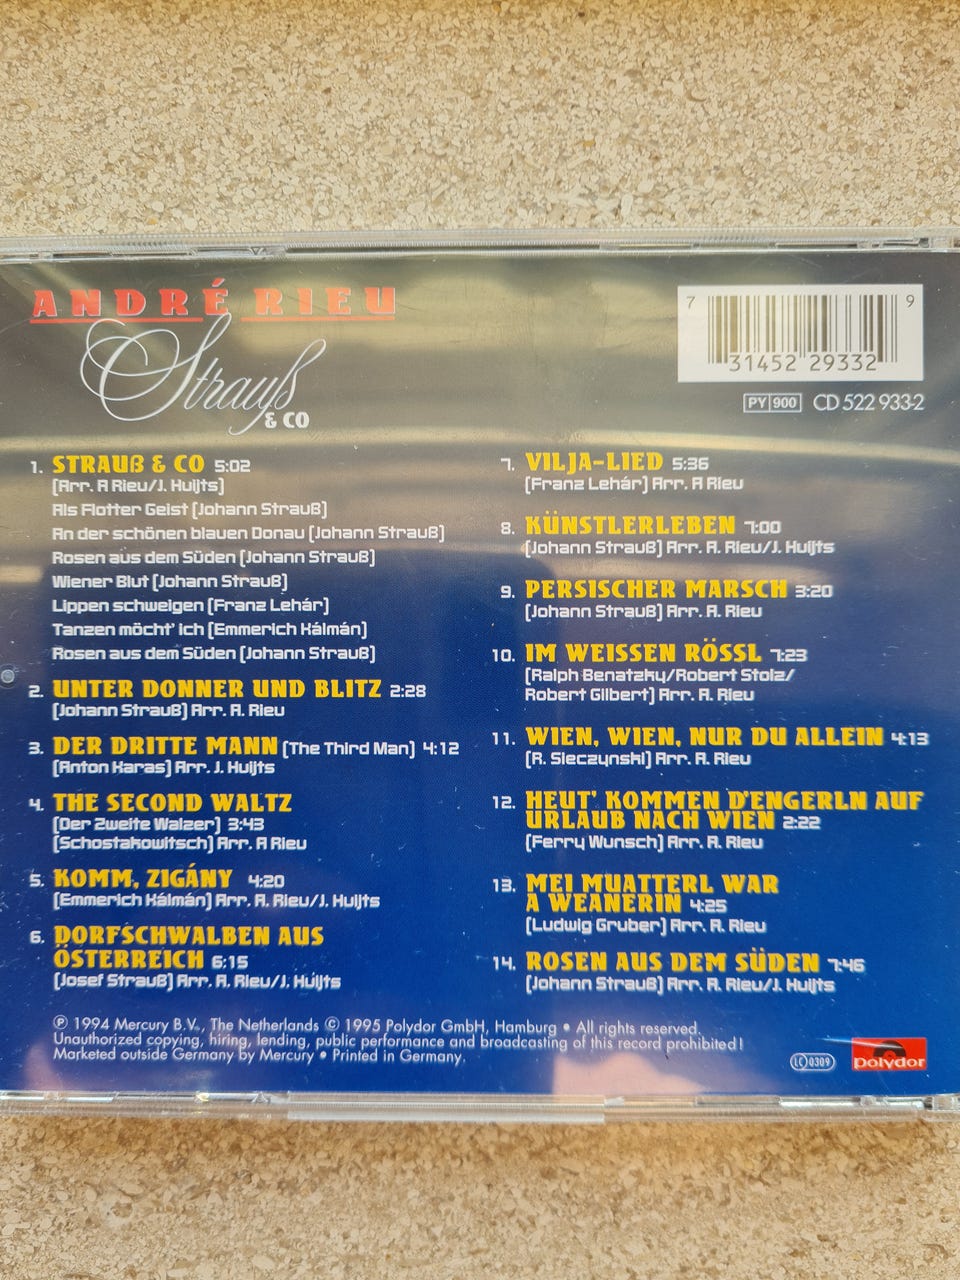 ANDRÉ RIEU
Strauß
& CO
7 31452 29332 9
PY 900 CD 522 933-2
1. STRAUß & CO 5:02
(Arr. A Rieu/J. Huijts)
Als Flotter Geist (Johann Strauß)
An der schönen blauen Donau (Johann Strauß)
Rosen aus dem Süden (Johann Strauß)
Wiener Blut (Johann Strauß)
Lippen schweigen (Franz Lehár)
Tanzen möcht' ich (Emmerich Kálmán)
Rosen aus dem Süden (Johann Strauß)
2. UNTER DONNER UND BLITZ 2:28
(Johann Strauß) Arr. A. Rieu
3. DER DRITTE MANN (The Third Man) 4:12
(Anton Karas) Arr. J. Huijts
4. THE SECOND WALTZ
(Der Zweite Walzer) 3:43
(Schostakowitsch) Arr. A Rieu
5. KOMM, ZIGÁNY 4:20
(Emmerich Kálmán) Arr. A. Rieu/J. Huijts
6. DORFSCHWALBEN AUS
ÖSTERREICH 6:15
(Josef Strauß) Arr. A. Rieu/J. Huijts
7. VILJA-LIED 5:36
(Franz Lehár) Arr. A Rieu
8. KÜNSTLERLEBEN 7:00
(Johann Strauß) Arr. A. Rieu/J. Huijts
9. PERSISCHER MARSCH 3:20
(Johann Strauß) Arr. A. Rieu
10. IM WEISSEN RÖSSL 7:23
(Ralph Benatzky/Robert Stolz/
Robert Gilbert) Arr. A. Rieu
11. WIEN, WIEN, NUR DU ALLEIN 4:13
(R. Sieczynski) Arr. A. Rieu
12. HEUT' KOMMEN D'ENGERLN AUF
URLAUB NACH WIEN 2:22
(Ferry Wunsch) Arr. A. Rieu
13. MEI MUATTERL WAR
A WEANERIN 4:25
(Ludwig Gruber) Arr. A. Rieu
14. ROSEN AUS DEM SÜDEN 7:46
(Johann Strauß) Arr. A. Rieu/J. Huijts
℗ 1994 Mercury B.V., The Netherlands © 1995 Polydor GmbH, Hamburg • All rights reserved.
Unauthorized copying, hiring, lending, public performance and broadcasting of this record prohibited!
Marketed outside Germany by Mercury • Printed in Germany.
LC 0309
polydor